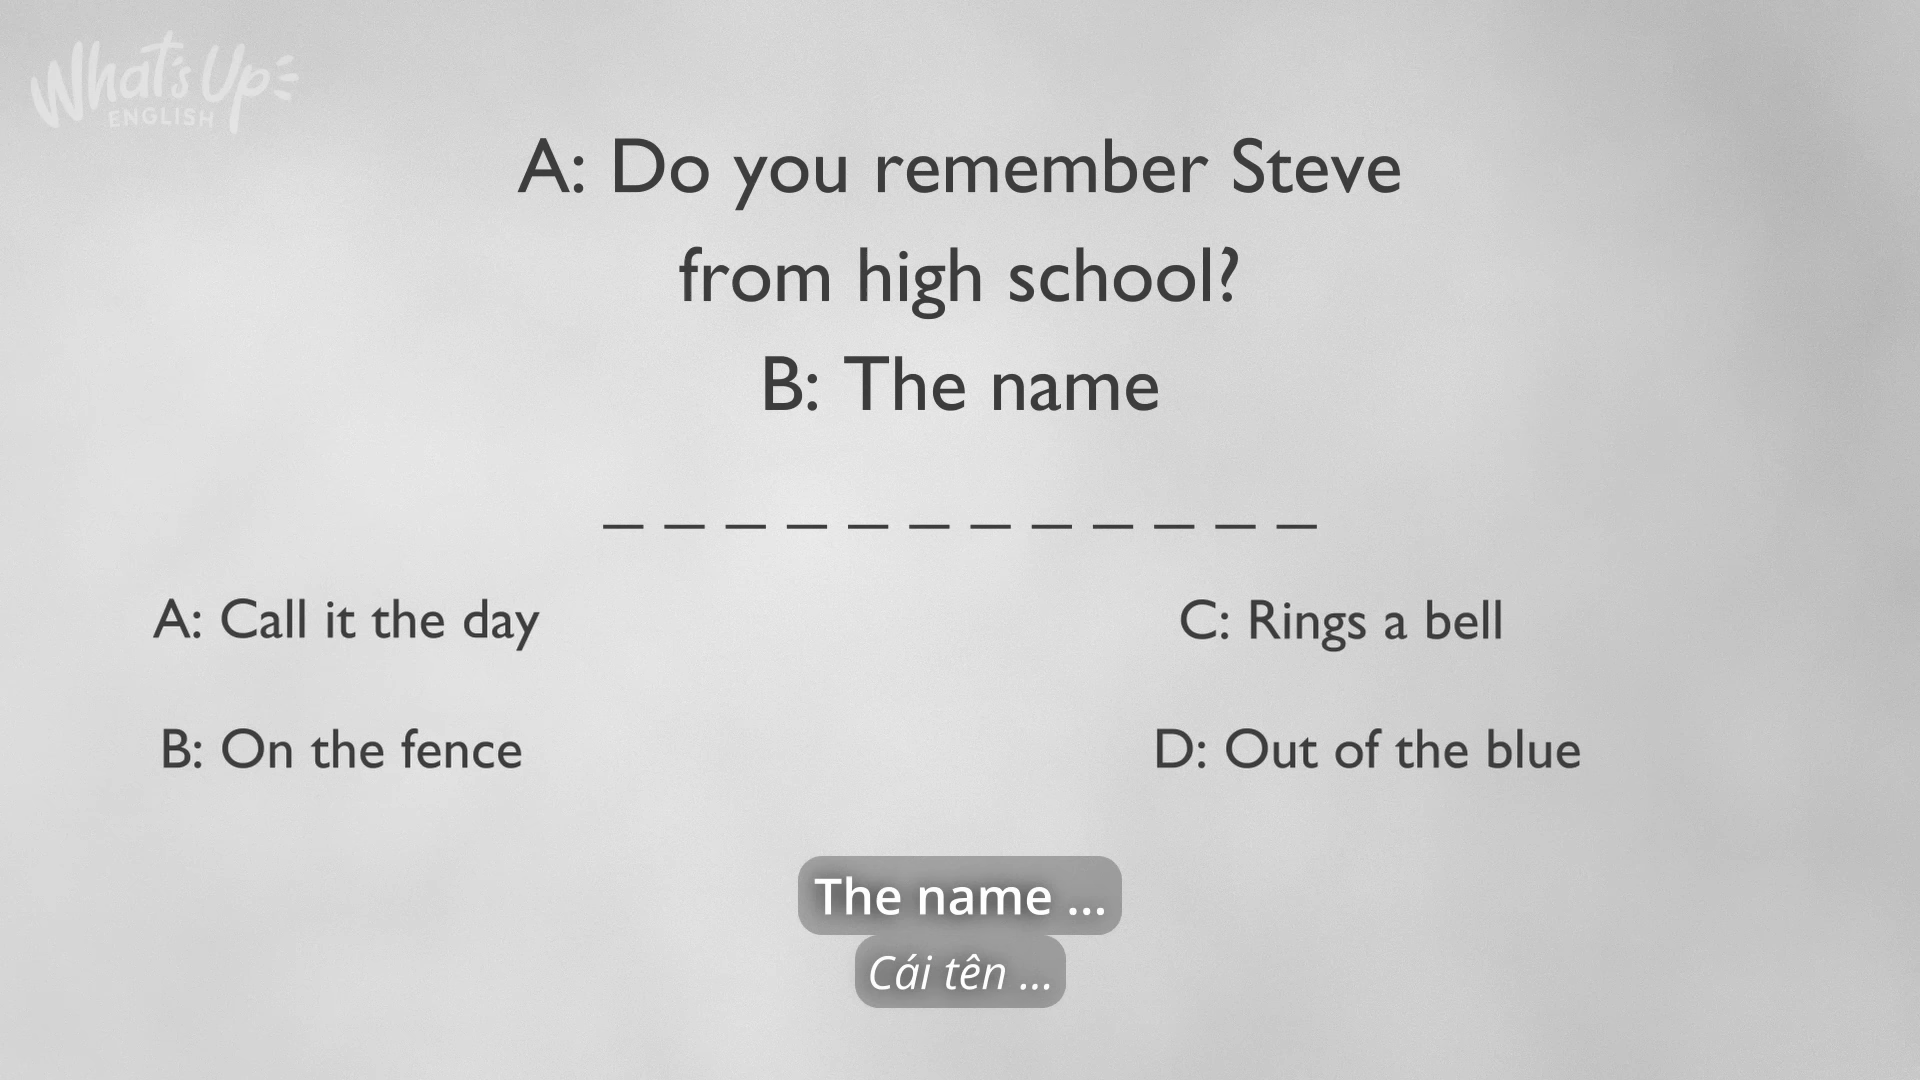 What's Up
ENGLISH
A: Do you remember Steve
from high school?
B: The name
_ _ _ _ _ _ _ _ _ _ _ _
A: Call it the day
C: Rings a bell
B: On the fence
D: Out of the blue
The name ...
Cái tên ...